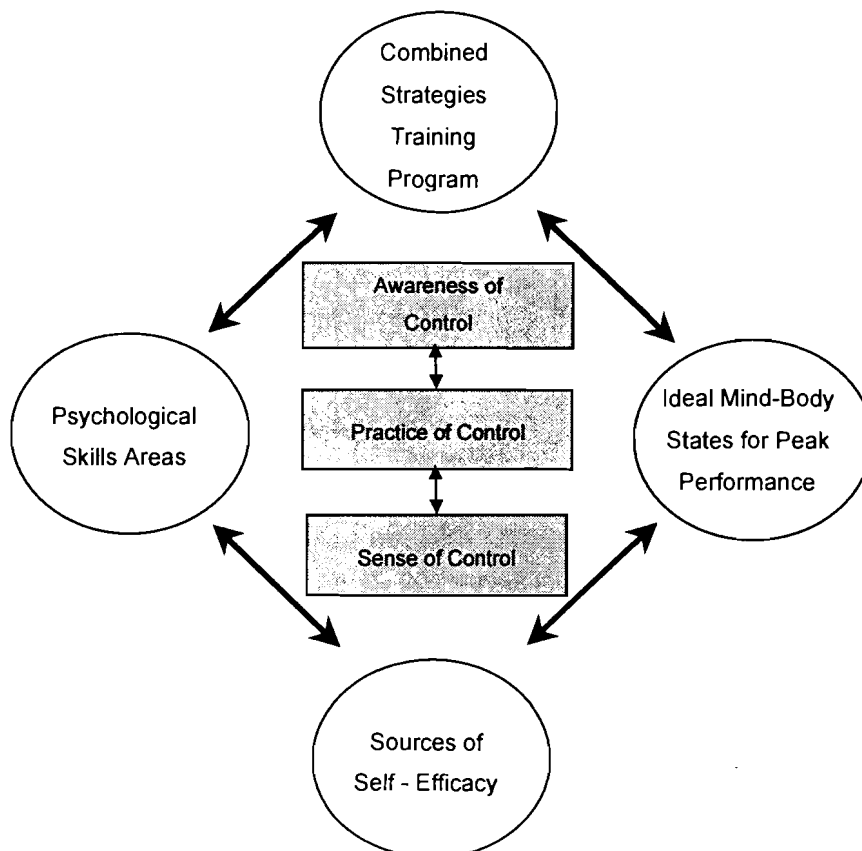 Combined
Strategies
Training
Program
Awareness of
Control
Psychological
Skills Areas
Practice of Control
Ideal Mind-Body
States for Peak
Performance
Sense of Control
Sources of
Self - Efficacy